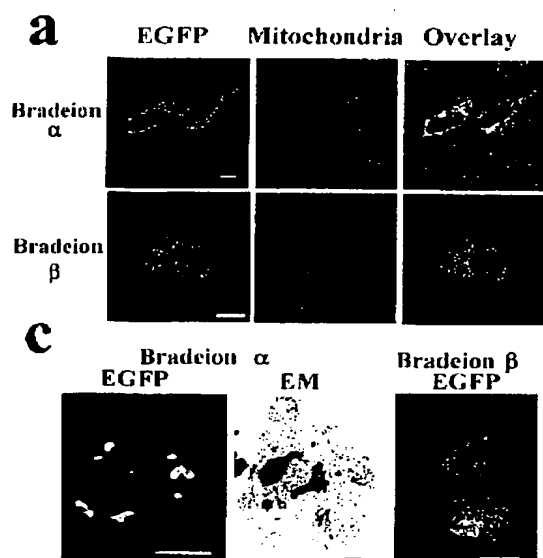 a
EGFP Mitochondria Overlay
Bradeion
α
Bradeion
β
c
Bradeion α Bradeion β
EGFP EM EGFP